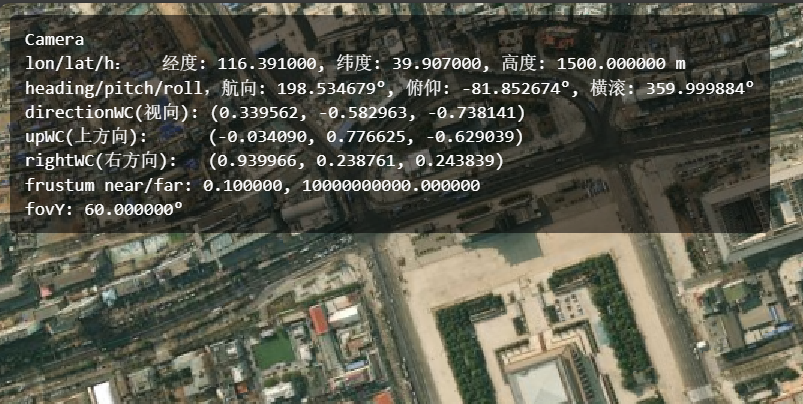 Camera
lon/lat/h: 经度: 116.391000, 纬度: 39.907000, 高度: 1500.000000 m
heading/pitch/roll, 航向: 198.534679°, 俯仰: -81.852674°, 横滚: 359.999884°
directionWC(视向): (0.339562, -0.582963, -0.738141)
upWC(上方向): (-0.034090, 0.776625, -0.629039)
rightWC(右方向): (0.939966, 0.238761, 0.243839)
frustum near/far: 0.100000, 10000000000.000000
fovY: 60.000000°